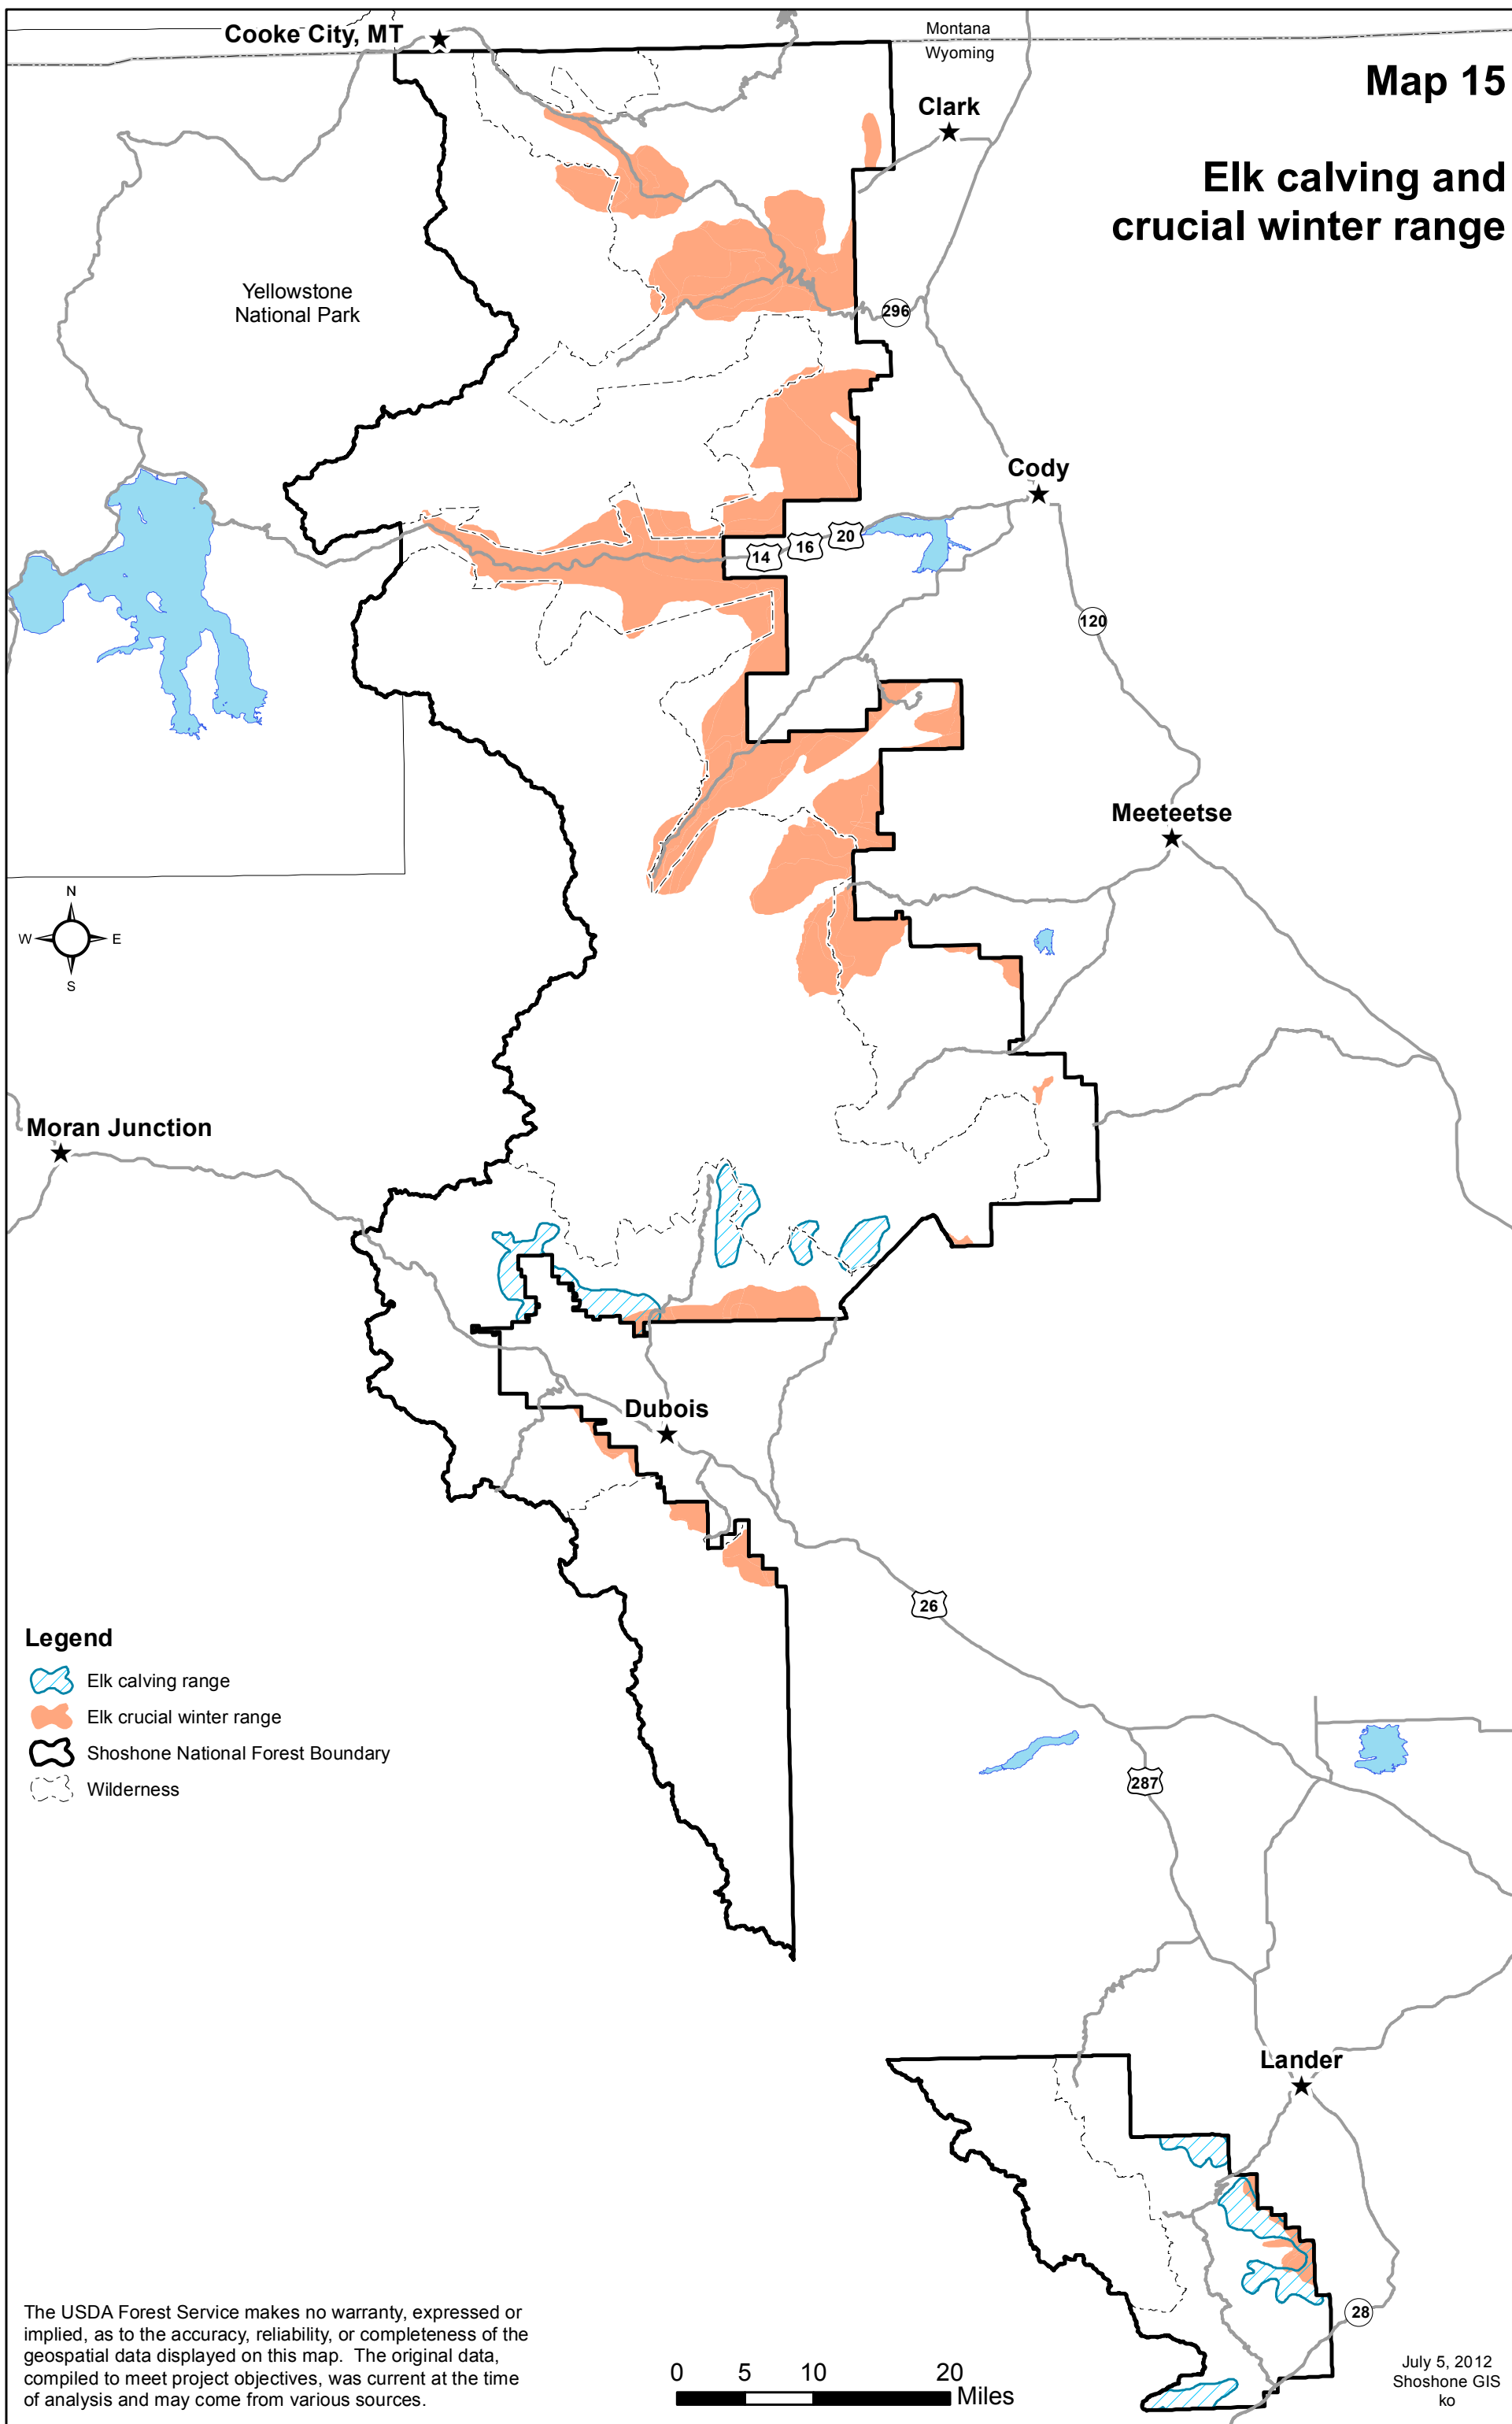 Cooke City, MT
Montana
Wyoming
Map 15
Clark
Elk calving and
crucial winter range
Yellowstone
National Park
296
Cody
14
16
20
120
Meeteetse
N
W
E
S
Moran Junction
Dubois
26
Legend
Elk calving range
Elk crucial winter range
Shoshone National Forest Boundary
Wilderness
287
Lander
28
The USDA Forest Service makes no warranty, expressed or
implied, as to the accuracy, reliability, or completeness of the
geospatial data displayed on this map. The original data,
compiled to meet project objectives, was current at the time
of analysis and may come from various sources.
0 5 10 20
Miles
July 5, 2012
Shoshone GIS
ko